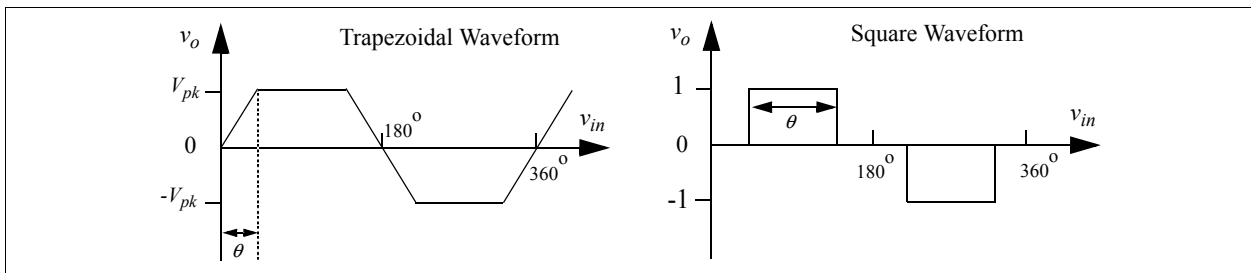 Trapezoidal Waveform
v_o
V_pk
0
-V_pk
θ
180°
360°
v_in
Square Waveform
v_o
1
0
-1
θ
180°
360°
v_in